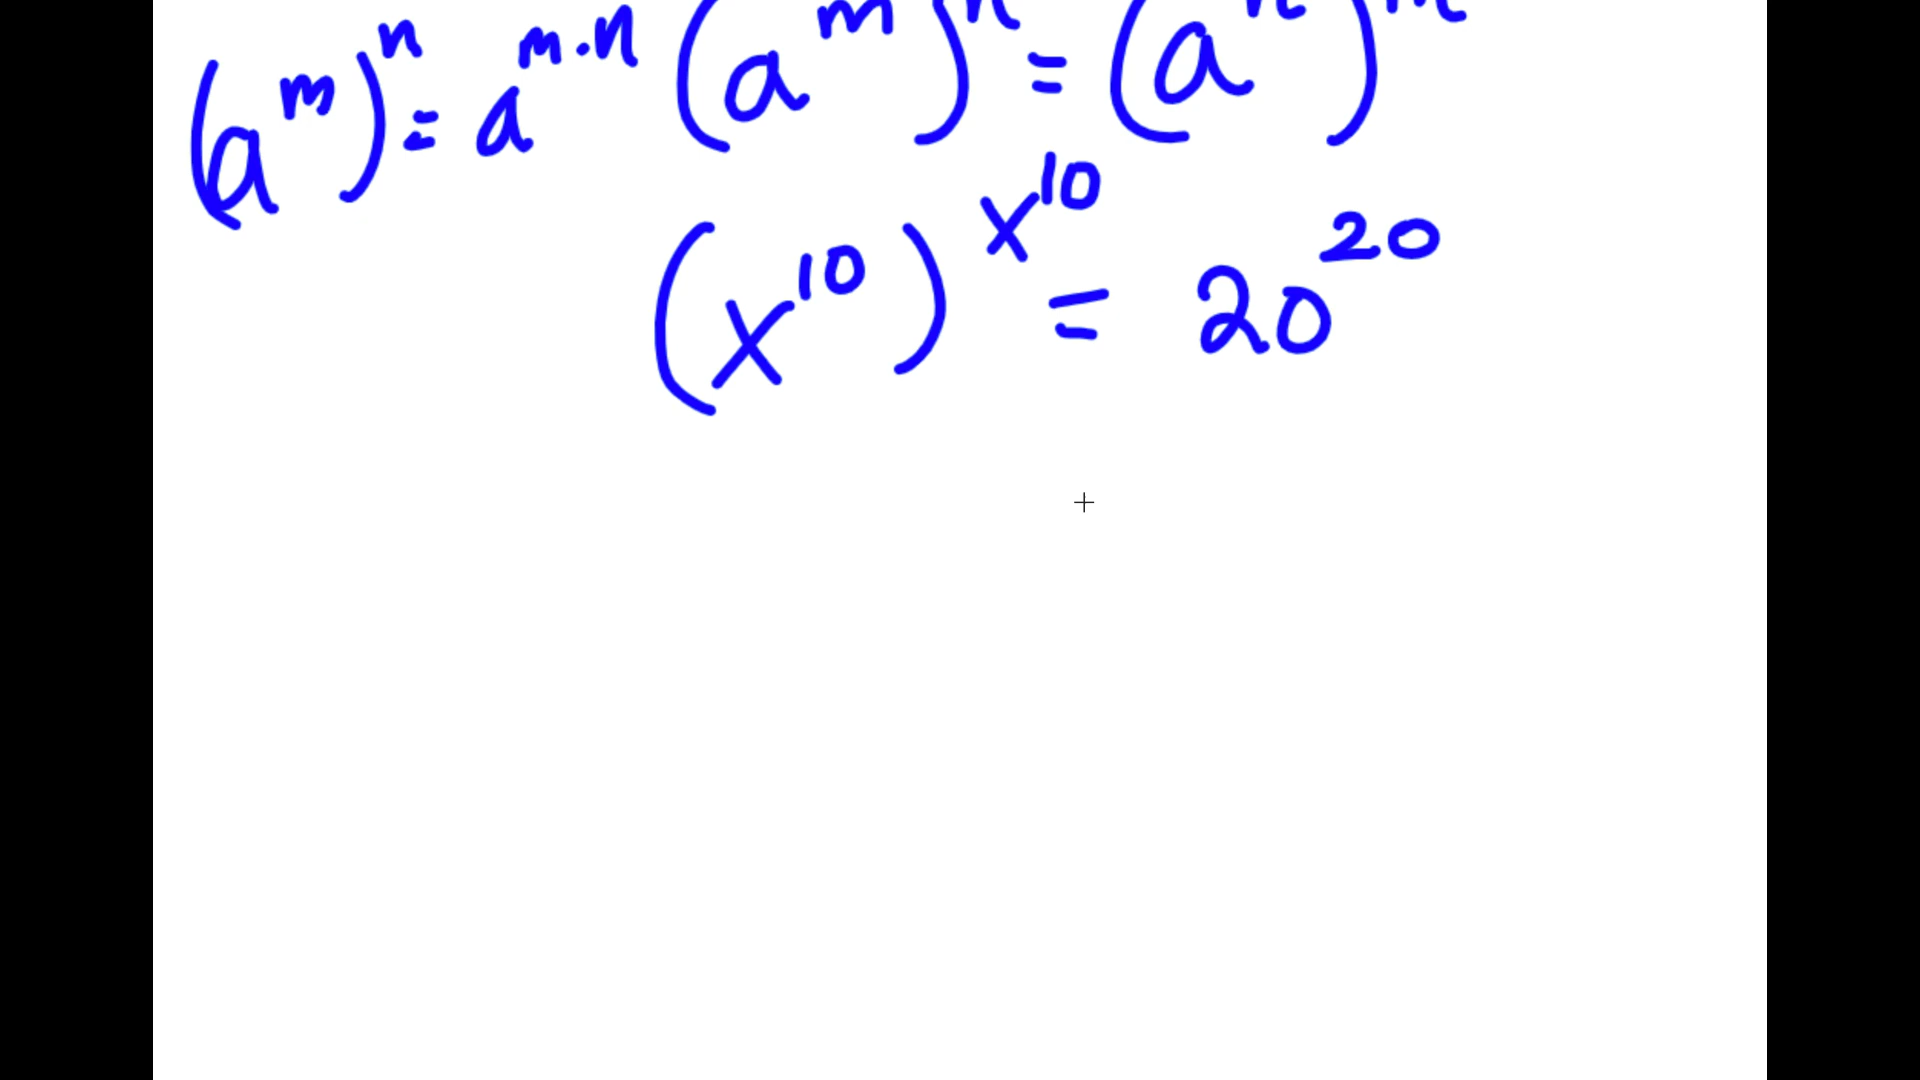 (a^m)^n = a^{m·n} (a^m)^n = (a^n)^m
(x^{10})^{x^{10}} = 20^{20}